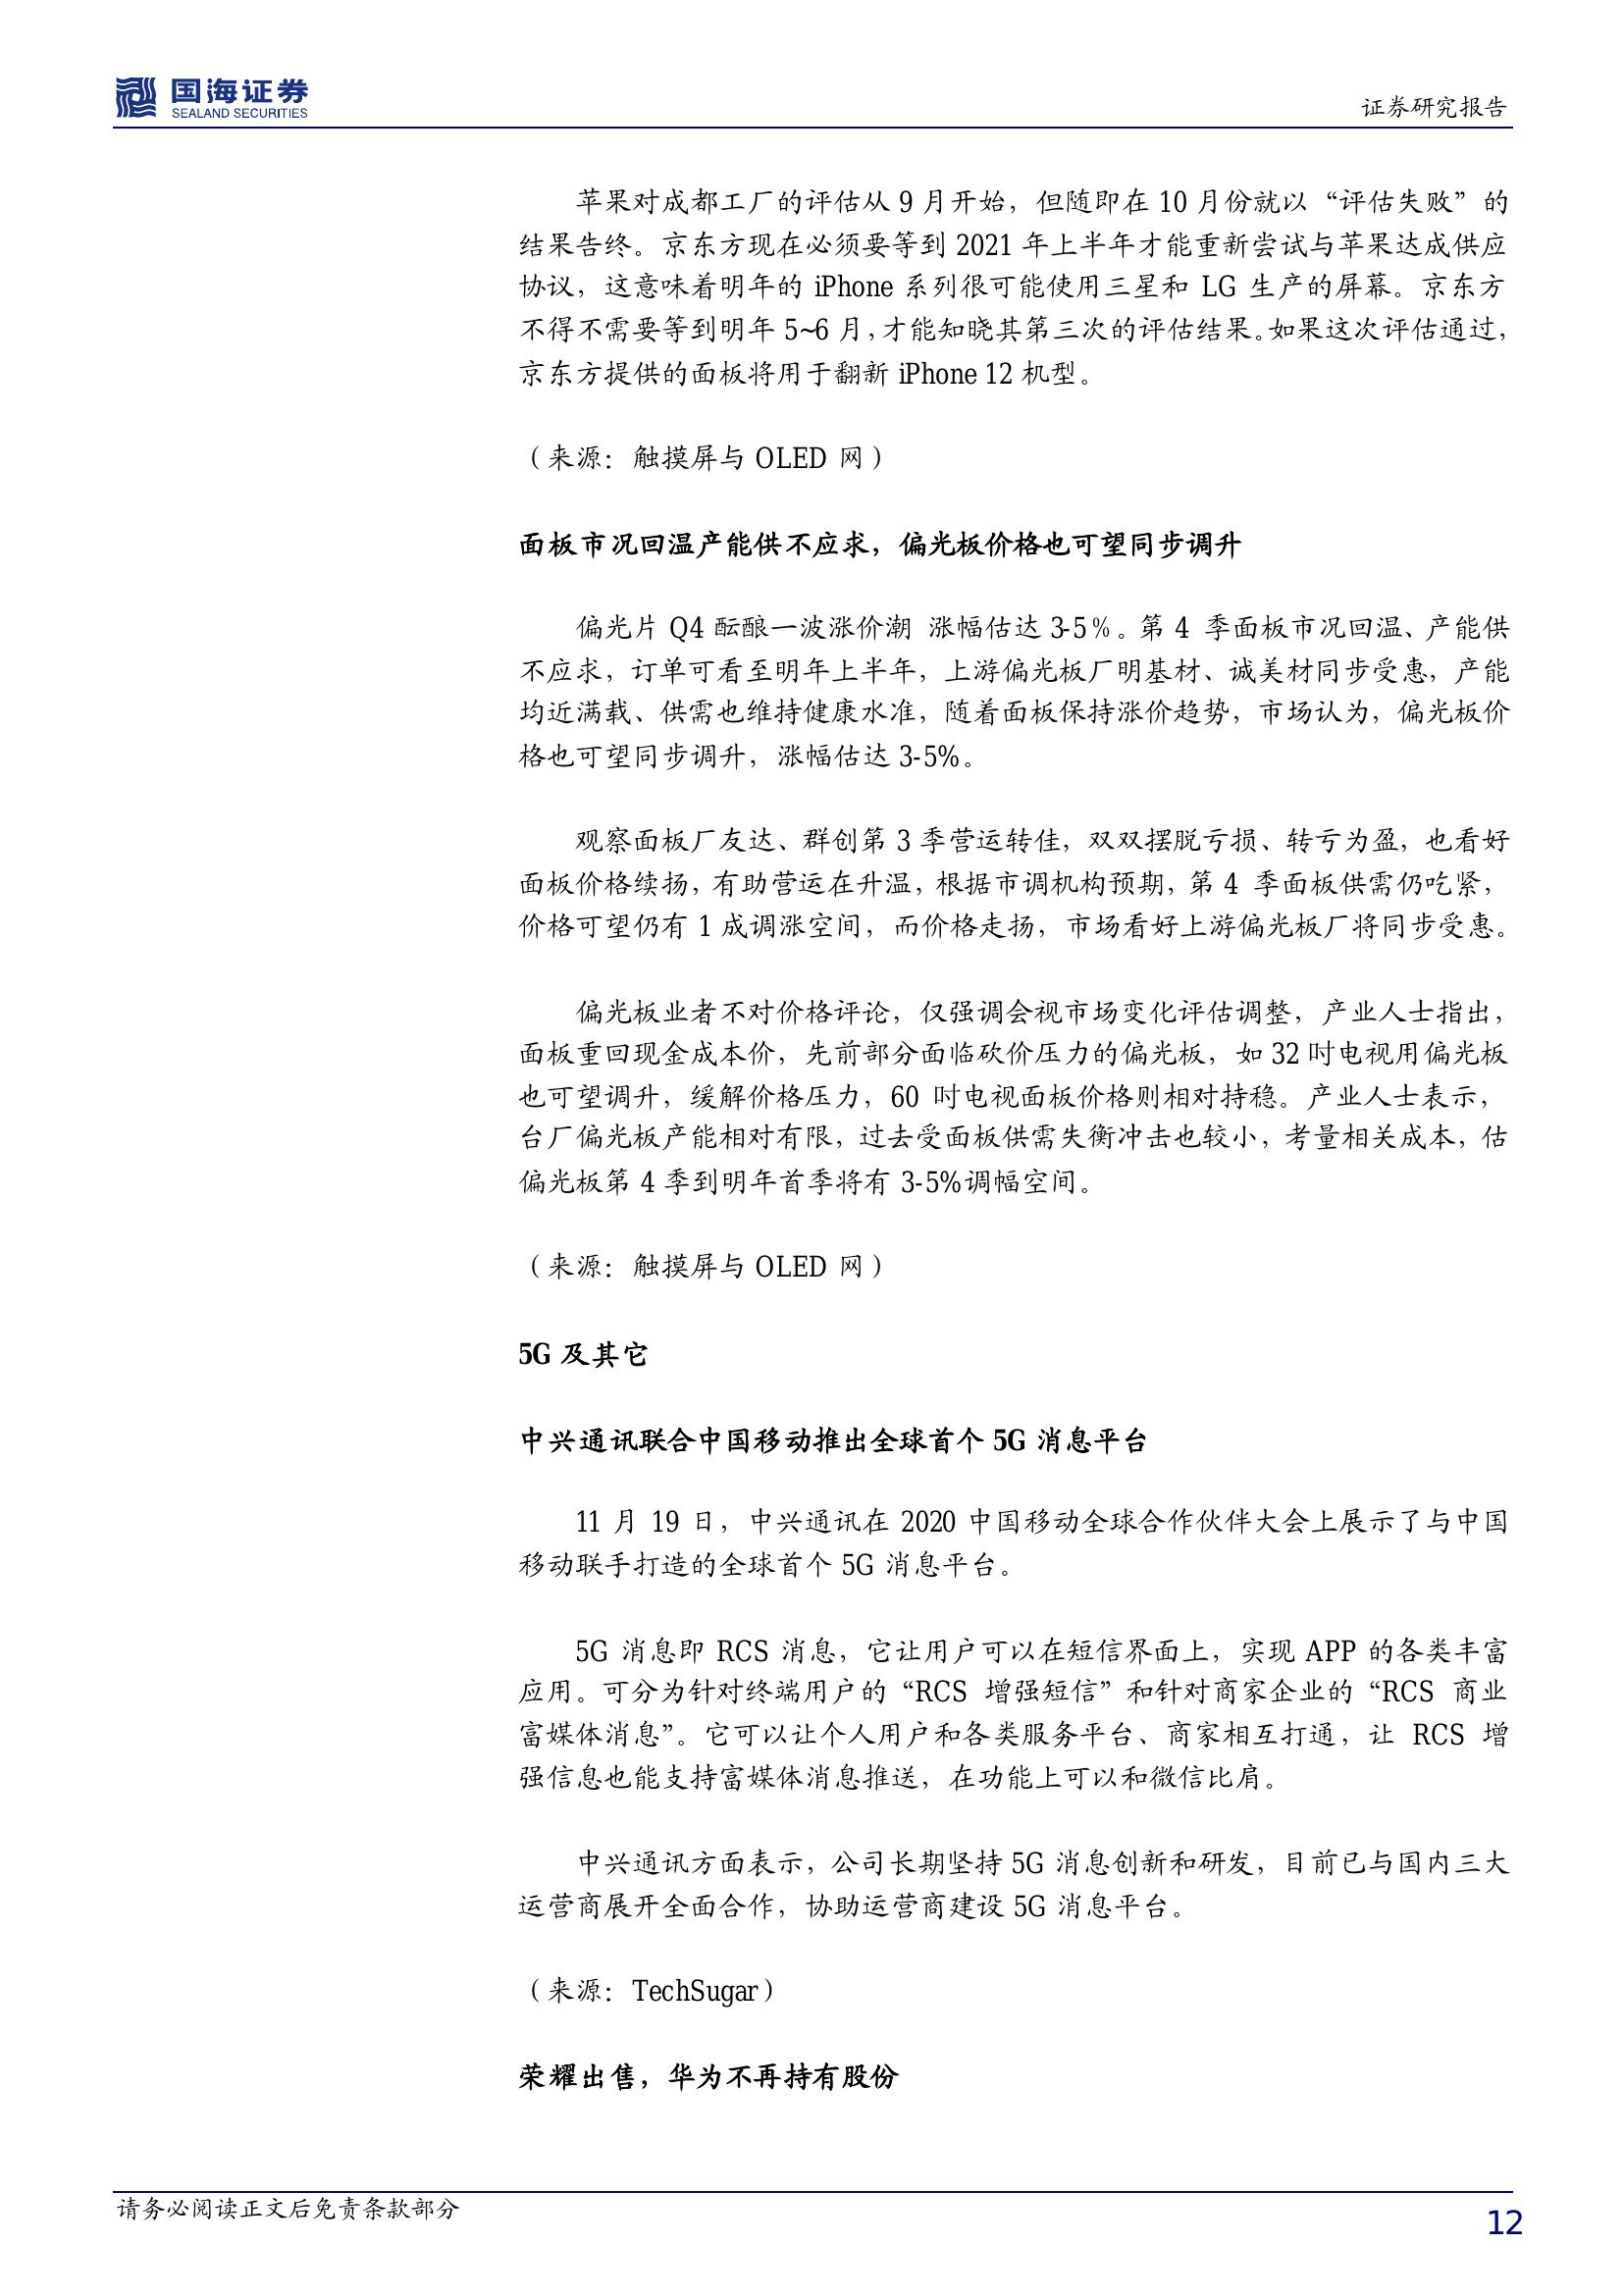 国海证券
SEALAND SECURITIES
证券研究报告
苹果对成都工厂的评估从 9 月开始，但随即在 10 月份就以“评估失败”的
结果告终。京东方现在必须要等到 2021 年上半年才能重新尝试与苹果达成供应
协议，这意味着明年的 iPhone 系列很可能使用三星和 LG 生产的屏幕。京东方
不得不需要等到明年 5~6 月，才能知晓其第三次的评估结果。如果这次评估通过，
京东方提供的面板将用于翻新 iPhone 12 机型。
（来源：触摸屏与 OLED 网）
面板市况回温产能供不应求，偏光板价格也可望同步调升
偏光片 Q4 酝酿一波涨价潮 涨幅估达 3-5%。第 4 季面板市况回温、产能供
不应求，订单可看至明年上半年，上游偏光板厂明基材、诚美材同步受惠，产能
均近满载、供需也维持健康水准，随着面板保持涨价趋势，市场认为，偏光板价
格也可望同步调升，涨幅估达 3-5%。
观察面板厂友达、群创第 3 季营运转佳，双双摆脱亏损、转亏为盈，也看好
面板价格续扬，有助营运在升温，根据市调机构预期，第 4 季面板供需仍吃紧，
价格可望仍有 1 成调涨空间，而价格走扬，市场看好上游偏光板厂将同步受惠。
偏光板业者不对价格评论，仅强调会视市场变化评估调整，产业人士指出，
面板重回现金成本价，先前部分面临砍价压力的偏光板，如 32 吋电视用偏光板
也可望调升，缓解价格压力，60 吋电视面板价格则相对持稳。产业人士表示，
台厂偏光板产能相对有限，过去受面板供需失衡冲击也较小，考量相关成本，估
偏光板第 4 季到明年首季将有 3-5%调幅空间。
（来源：触摸屏与 OLED 网）
5G 及其它
中兴通讯联合中国移动推出全球首个 5G 消息平台
11 月 19 日，中兴通讯在 2020 中国移动全球合作伙伴大会上展示了与中国
移动联手打造的全球首个 5G 消息平台。
5G 消息即 RCS 消息，它让用户可以在短信界面上，实现 APP 的各类丰富
应用。可分为针对终端用户的“RCS 增强短信”和针对商家企业的“RCS 商业
富媒体消息”。它可以让个人用户和各类服务平台、商家相互打通，让 RCS 增
强信息也能支持富媒体消息推送，在功能上可以和微信比肩。
中兴通讯方面表示，公司长期坚持 5G 消息创新和研发，目前已与国内三大
运营商展开全面合作，协助运营商建设 5G 消息平台。
（来源：TechSugar）
荣耀出售，华为不再持有股份
请务必阅读正文后免责条款部分
12